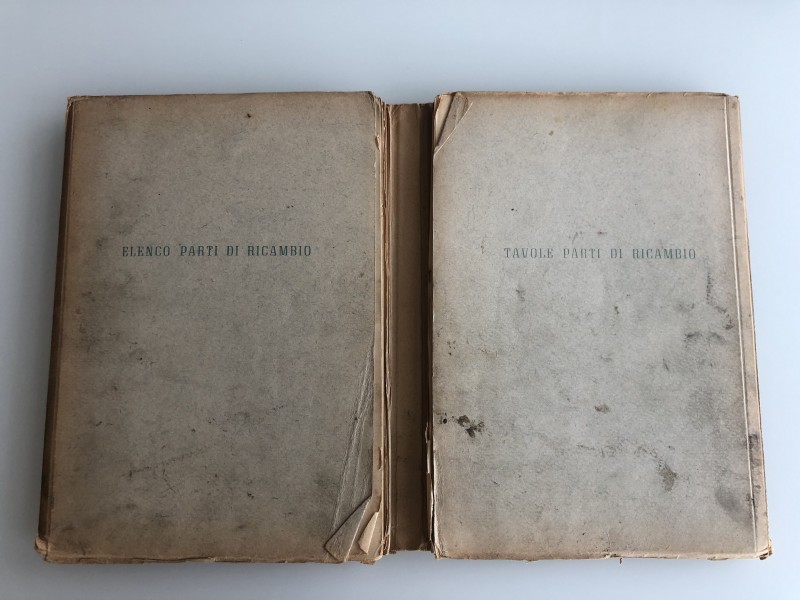 ELENCO PARTI DI RICAMBIO
TAVOLE PARTI DI RICAMBIO